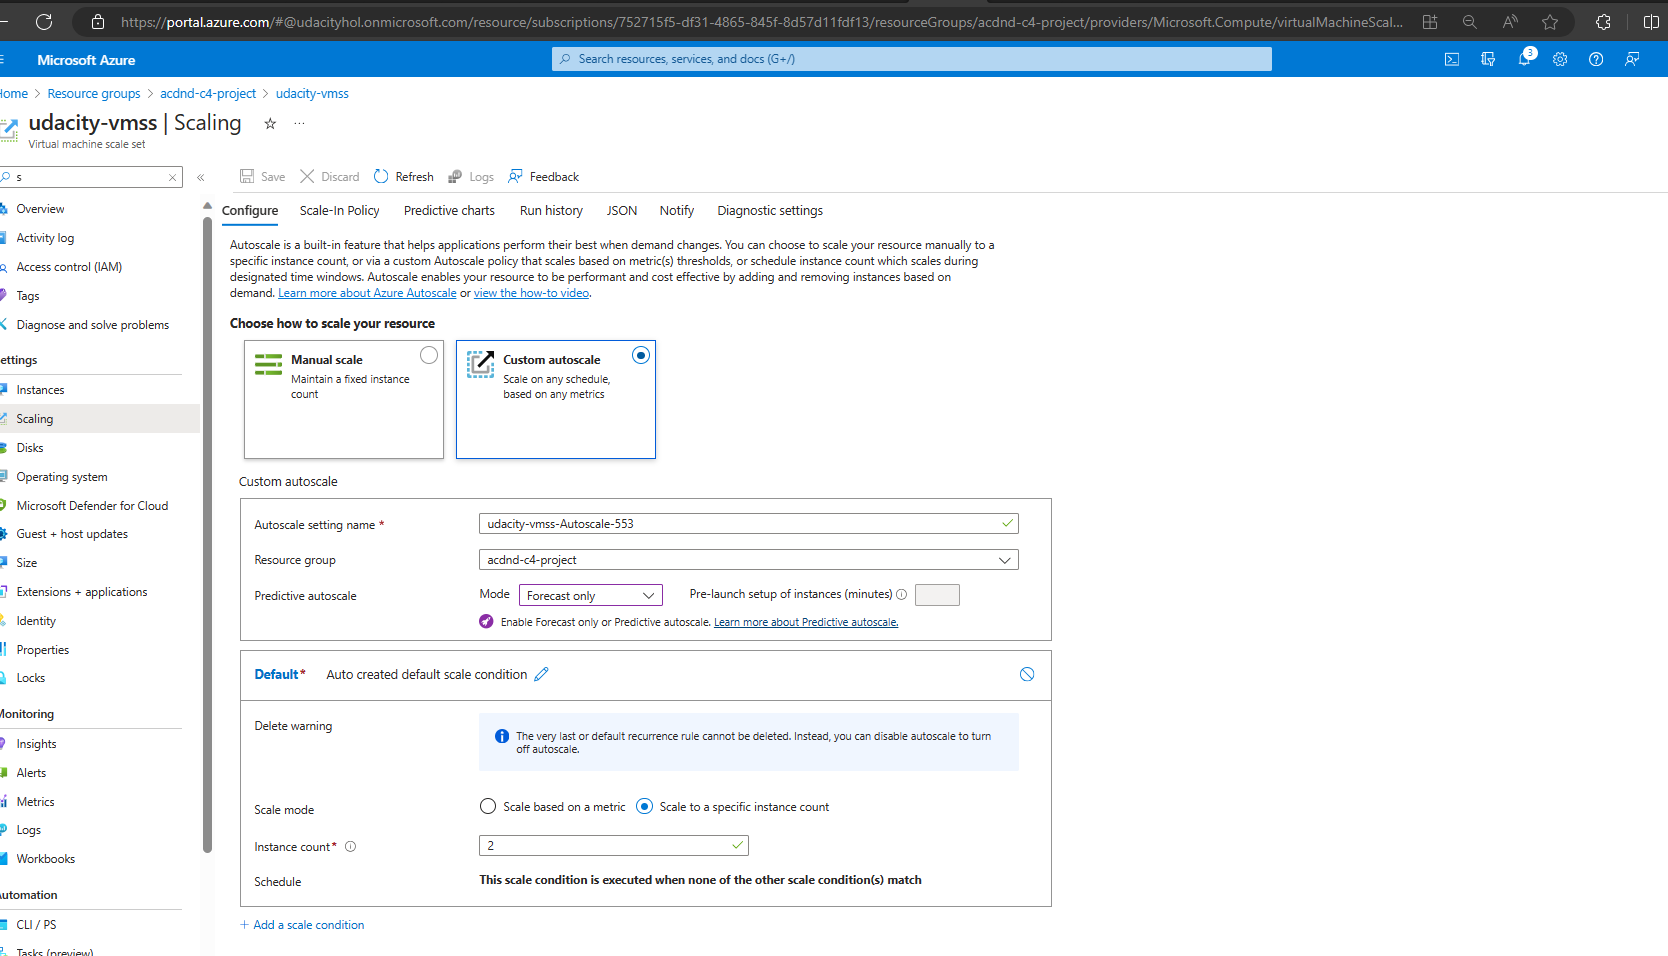 https://portal.azure.com/#@udacityhol.onmicrosoft.com/resource/subscriptions/752715f5-df31-4865-845f-8d57d11fdf13/resourceGroups/acdnd-c4-project/providers/Microsoft.Compute/virtualMachineScal...
Microsoft Azure
Search resources, services, and docs (G+/)
3
Home > Resource groups > acdnd-c4-project > udacity-vmss
udacity-vmss | Scaling
...
Virtual machine scale set
s
Save
Discard
Refresh
Logs
Feedback
Overview
Activity log
Access control (IAM)
Tags
Diagnose and solve problems
ettings
Instances
Scaling
Disks
Operating system
Microsoft Defender for Cloud
Guest + host updates
Size
Extensions + applications
Identity
Properties
Locks
Monitoring
Insights
Alerts
Metrics
Logs
Workbooks
utomation
CLI / PS
Tasks (preview)
Configure
Scale-In Policy
Predictive charts
Run history
JSON
Notify
Diagnostic settings
Autoscale is a built-in feature that helps applications perform their best when demand changes. You can choose to scale your resource manually to a
specific instance count, or via a custom Autoscale policy that scales based on metric(s) thresholds, or schedule instance count which scales during
designated time windows. Autoscale enables your resource to be performant and cost effective by adding and removing instances based on
demand. Learn more about Azure Autoscale or view the how-to video.
Choose how to scale your resource
Manual scale
Maintain a fixed instance
count
Custom autoscale
Scale on any schedule,
based on any metrics
Custom autoscale
Autoscale setting name *
udacity-vmss-Autoscale-553
Resource group
acdnd-c4-project
Predictive autoscale
Mode
Forecast only
Pre-launch setup of instances (minutes)
Enable Forecast only or Predictive autoscale. Learn more about Predictive autoscale.
Default*
Auto created default scale condition
Delete warning
The very last or default recurrence rule cannot be deleted. Instead, you can disable autoscale to turn
off autoscale.
Scale mode
Scale based on a metric
Scale to a specific instance count
Instance count*
2
Schedule
This scale condition is executed when none of the other scale condition(s) match
+ Add a scale condition